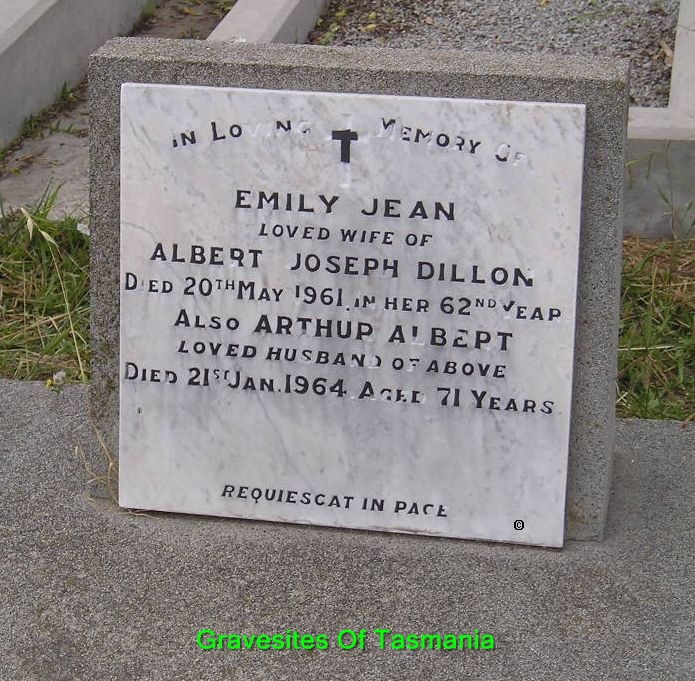 IN LOVING MEMORY OF
EMILY JEAN
LOVED WIFE OF
ALBERT JOSEPH DILLON
DIED 20TH MAY 1961, IN HER 62ND YEAR
ALSO ARTHUR ALBERT
LOVED HUSBAND OF ABOVE
DIED 21ST JAN. 1964 AGED 71 YEARS
REQUIESCAT IN PACE
©
Gravesites Of Tasmania